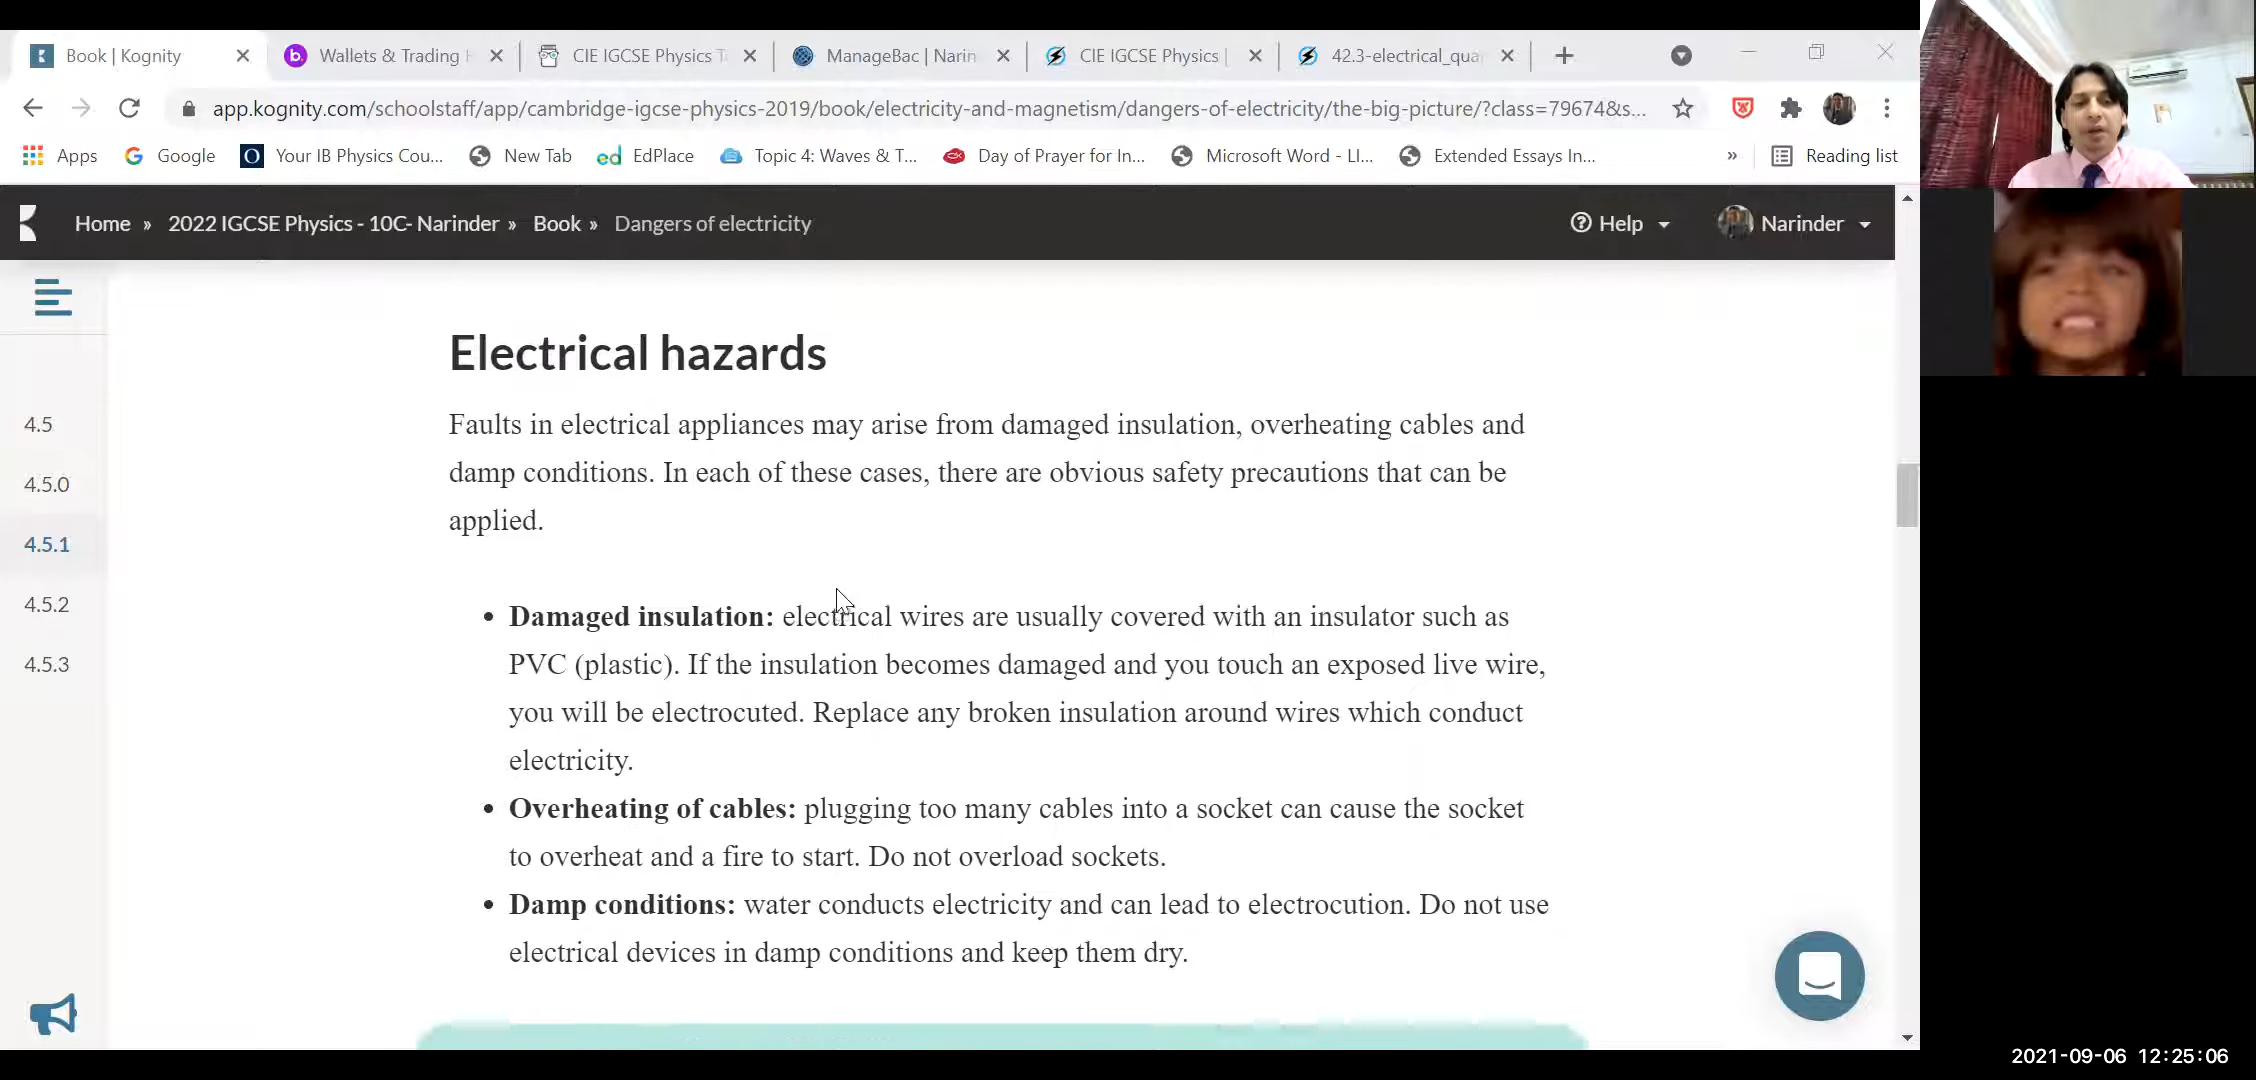 Book | Kognity
Wallets & Trading
CIE IGCSE Physics T
ManageBac | Narin
CIE IGCSE Physics |
42.3-electrical_qua
app.kognity.com/schoolstaff/app/cambridge-igcse-physics-2019/book/electricity-and-magnetism/dangers-of-electricity/the-big-picture/?class=79674&s...
Apps
Google
Your IB Physics Cou...
New Tab
EdPlace
Topic 4: Waves & T...
Day of Prayer for In...
Microsoft Word - LI...
Extended Essays In...
»
Reading list
Home » 2022 IGCSE Physics - 10C- Narinder » Book » Dangers of electricity
Help
Narinder
4.5
4.5.0
4.5.1
4.5.2
4.5.3
Electrical hazards
Faults in electrical appliances may arise from damaged insulation, overheating cables and
damp conditions. In each of these cases, there are obvious safety precautions that can be
applied.
• Damaged insulation: electrical wires are usually covered with an insulator such as
PVC (plastic). If the insulation becomes damaged and you touch an exposed live wire,
you will be electrocuted. Replace any broken insulation around wires which conduct
electricity.
• Overheating of cables: plugging too many cables into a socket can cause the socket
to overheat and a fire to start. Do not overload sockets.
• Damp conditions: water conducts electricity and can lead to electrocution. Do not use
electrical devices in damp conditions and keep them dry.
2021-09-06 12:25:06